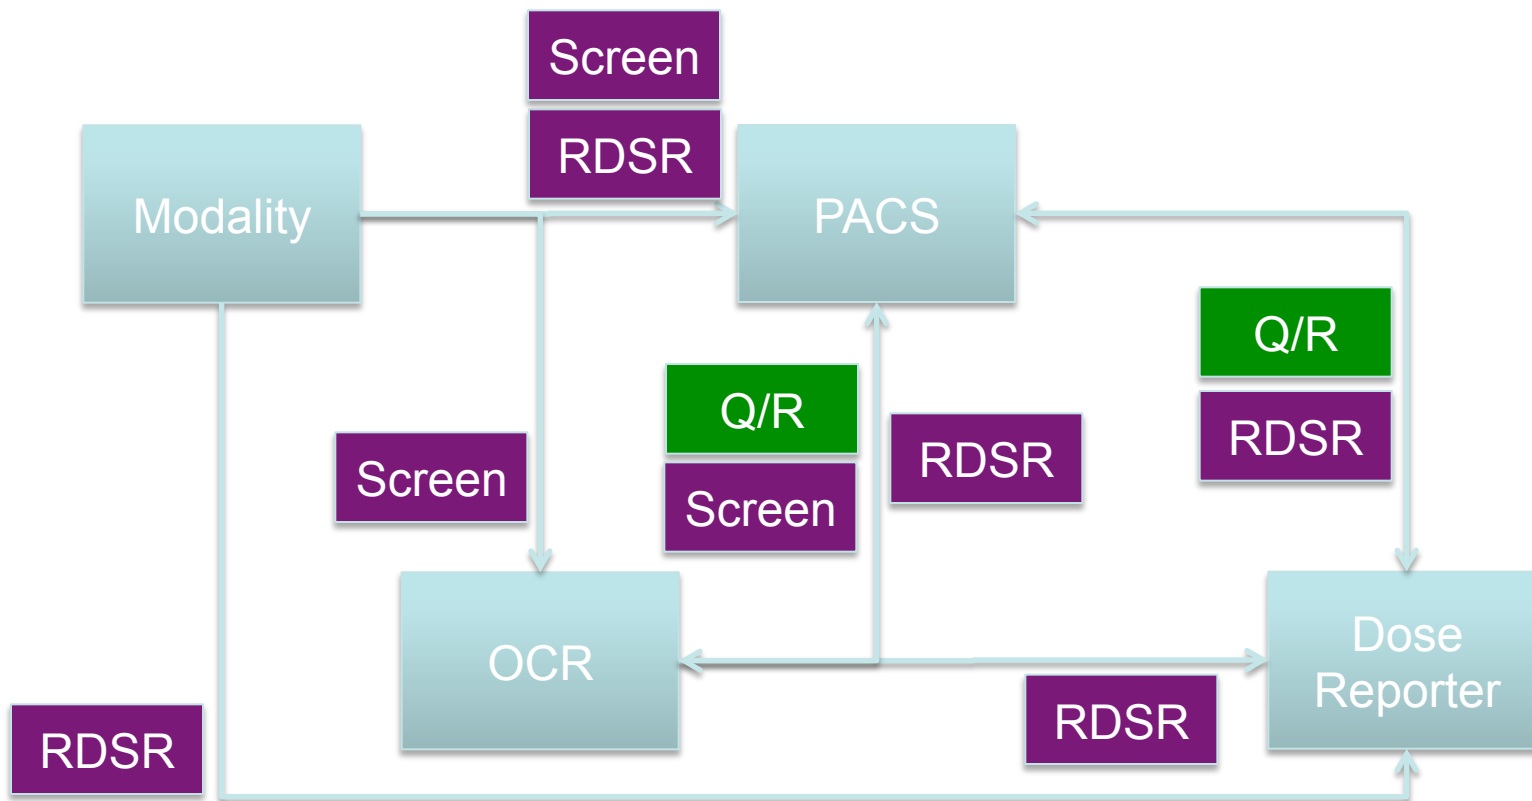 Screen
RDSR
Modality
PACS
Q/R
RDSR
Q/R
Screen
RDSR
Screen
OCR
Dose
Reporter
RDSR
RDSR